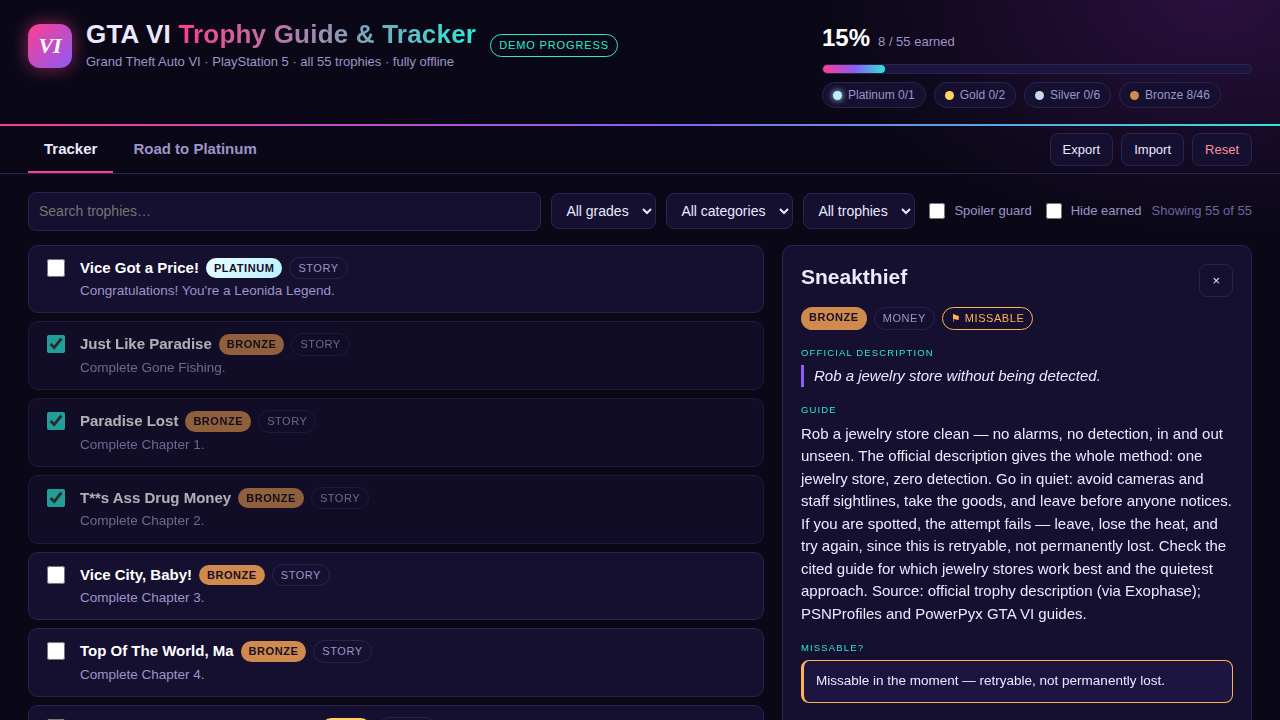 VI
GTA VI Trophy Guide & Tracker
DEMO PROGRESS
Grand Theft Auto VI · PlayStation 5 · all 55 trophies · fully offline
15% 8 / 55 earned
Platinum 0/1 Gold 0/2 Silver 0/6 Bronze 8/46
Tracker Road to Platinum
Export Import Reset
Search trophies…
All grades All categories All trophies Spoiler guard Hide earned Showing 55 of 55
Vice Got a Price! PLATINUM STORY
Congratulations! You're a Leonida Legend.
Just Like Paradise BRONZE STORY
Complete Gone Fishing.
Paradise Lost BRONZE STORY
Complete Chapter 1.
T**s Ass Drug Money BRONZE STORY
Complete Chapter 2.
Vice City, Baby! BRONZE STORY
Complete Chapter 3.
Top Of The World, Ma BRONZE STORY
Complete Chapter 4.
Sneakthief ×
BRONZE MONEY ⚑ MISSABLE
OFFICIAL DESCRIPTION
Rob a jewelry store without being detected.
GUIDE
Rob a jewelry store clean — no alarms, no detection, in and out
unseen. The official description gives the whole method: one
jewelry store, zero detection. Go in quiet: avoid cameras and
staff sightlines, take the goods, and leave before anyone notices.
If you are spotted, the attempt fails — leave, lose the heat, and
try again, since this is retryable, not permanently lost. Check the
cited guide for which jewelry stores work best and the quietest
approach. Source: official trophy description (via Exophase);
PSNProfiles and PowerPyx GTA VI guides.
MISSABLE?
Missable in the moment — retryable, not permanently lost.